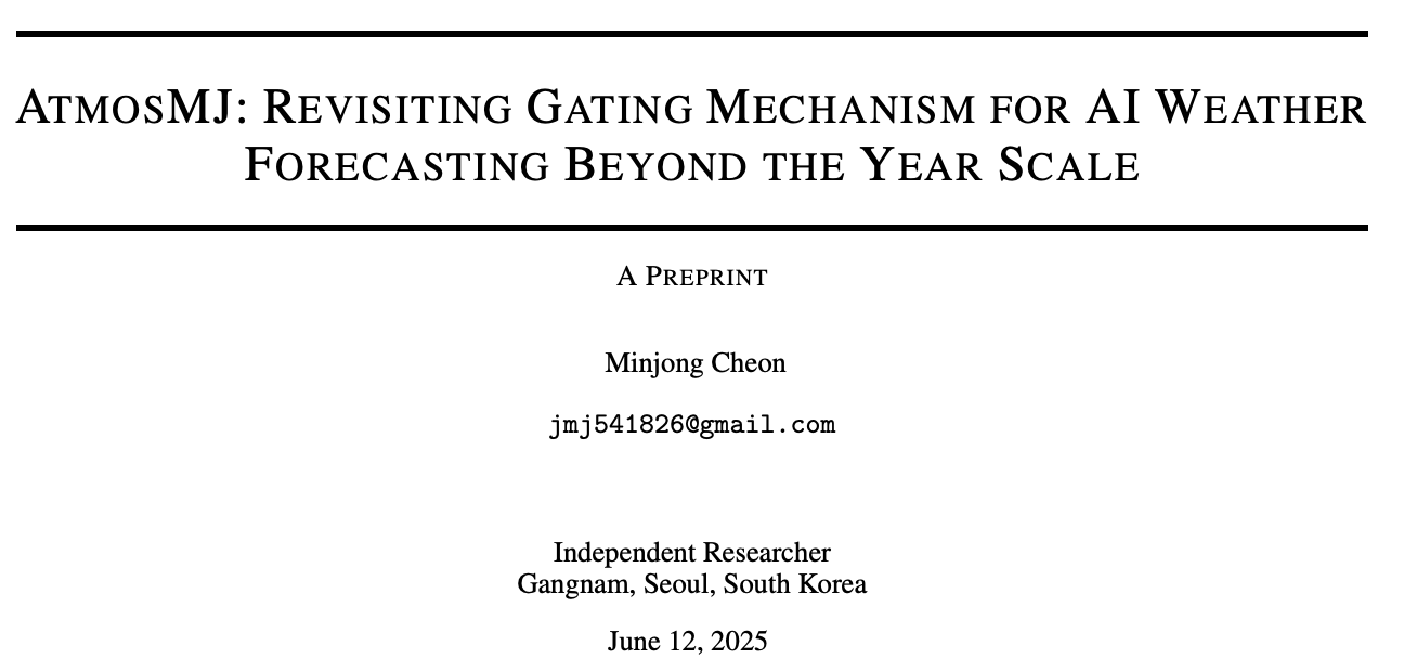 ATMOSMJ: REVISITING GATING MECHANISM FOR AI WEATHER
FORECASTING BEYOND THE YEAR SCALE
A PREPRINT
Minjong Cheon
jmj541826@gmail.com
Independent Researcher
Gangnam, Seoul, South Korea
June 12, 2025